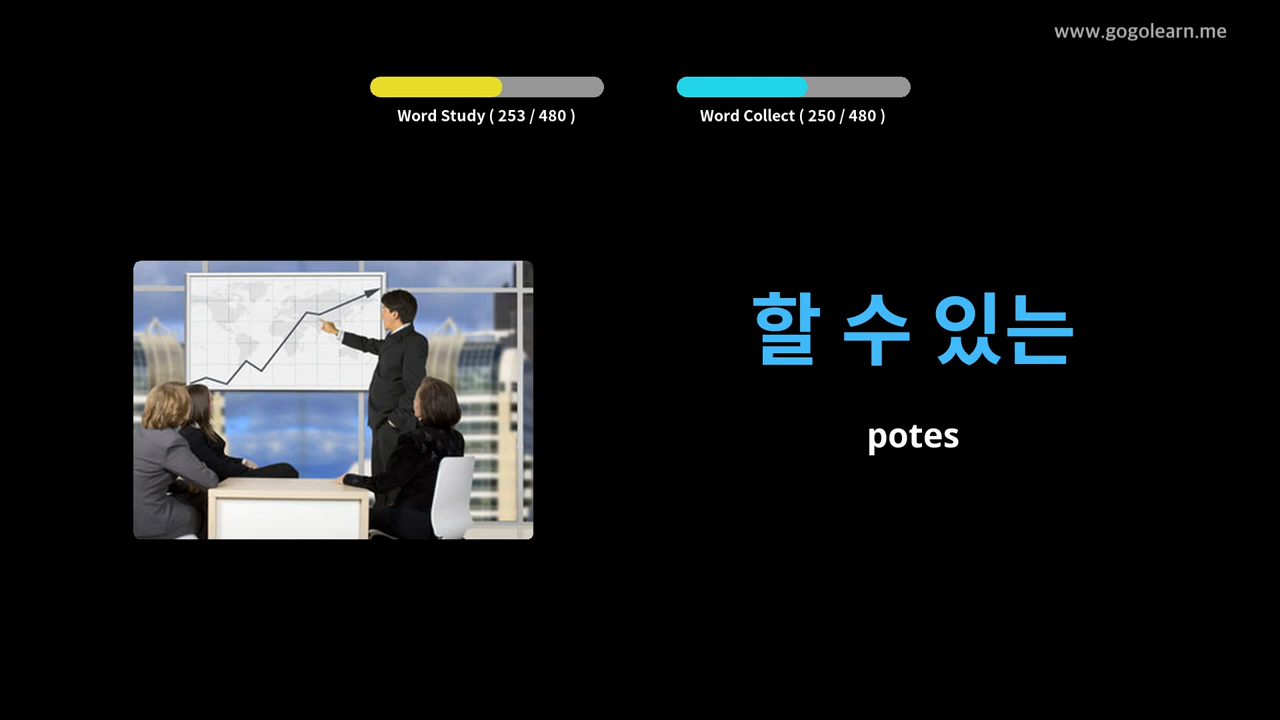 www.gogolearn.me
Word Study ( 253 / 480 )
Word Collect ( 250 / 480 )
할 수 있는
potes